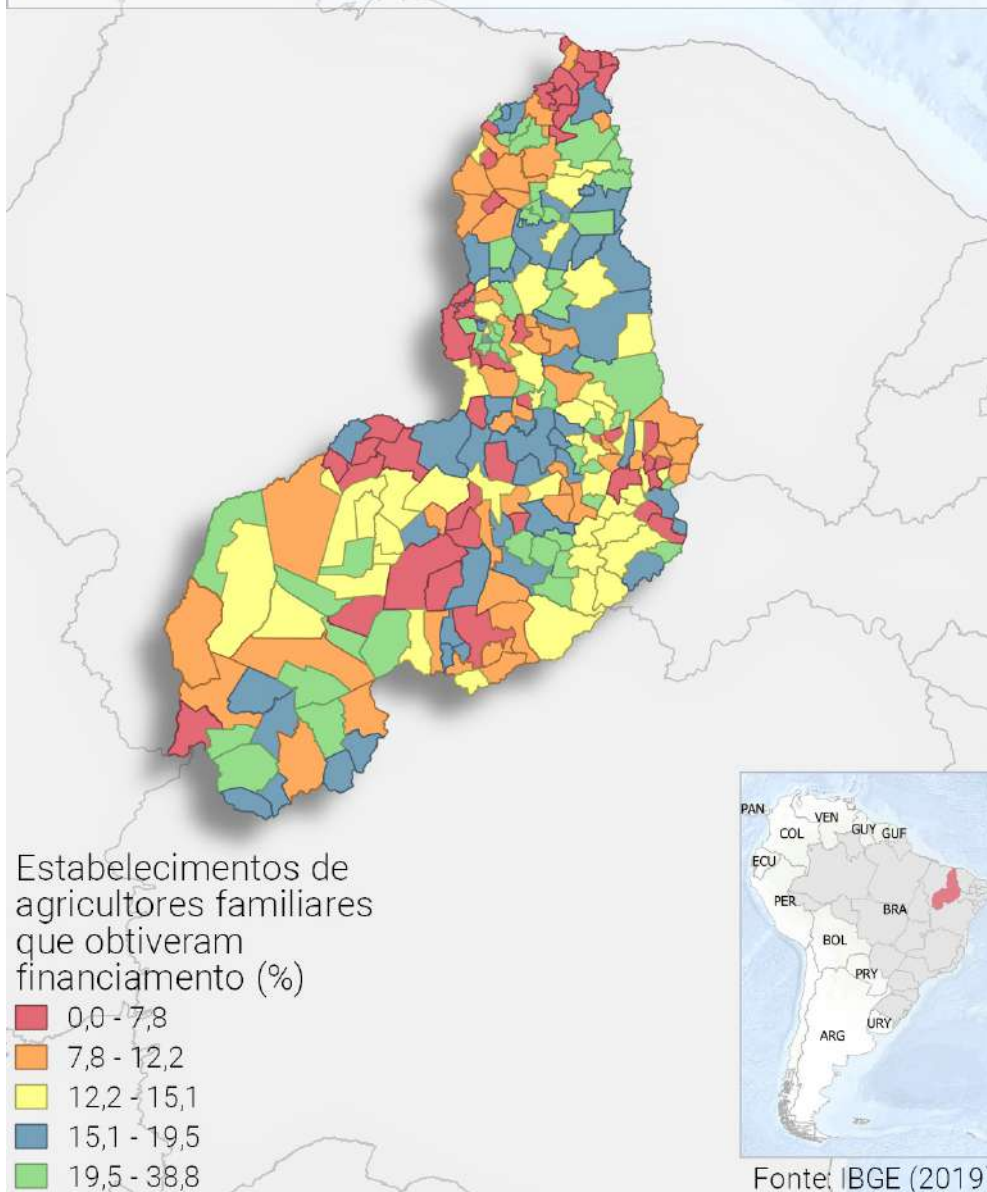 PAN
VEN
COL
GUY
GUF
ECU
PER
BRA
BOL
PRY
URY
ARG
Estabelecimentos de
agricultores familiares
que obtiveram
financiamento (%)
0,0 - 7,8
7,8 - 12,2
12,2 - 15,1
15,1 - 19,5
19,5 - 38,8
Fonte: IBGE (2019)